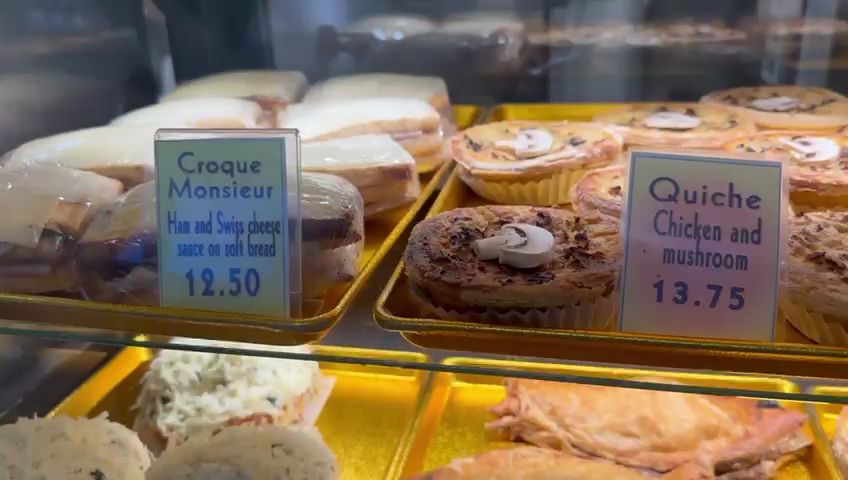 Croque
Monsieur
Ham and Swiss cheese
sauce on soft bread
12.50
Quiche
Chicken and
mushroom
13.75